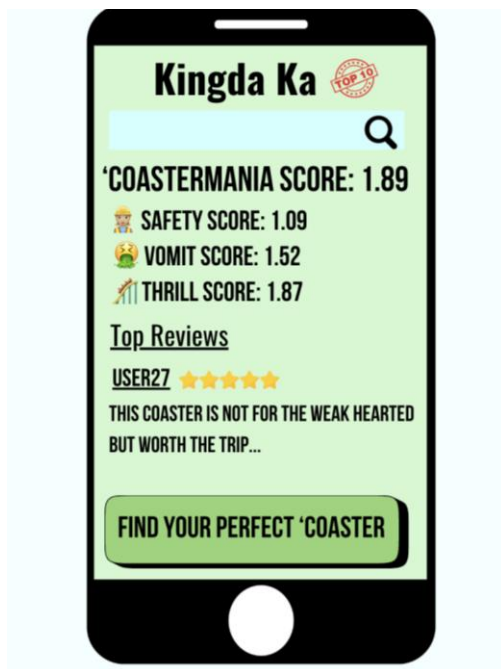 Kingda Ka TOP 10
‘COASTERMANIA SCORE: 1.89
SAFETY SCORE: 1.09
VOMIT SCORE: 1.52
THRILL SCORE: 1.87
Top Reviews
USER27
THIS COASTER IS NOT FOR THE WEAK HEARTED
BUT WORTH THE TRIP...
FIND YOUR PERFECT ‘COASTER